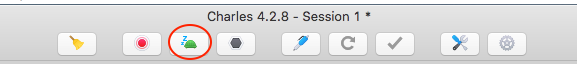 Charles 4.2.8 - Session 1 *